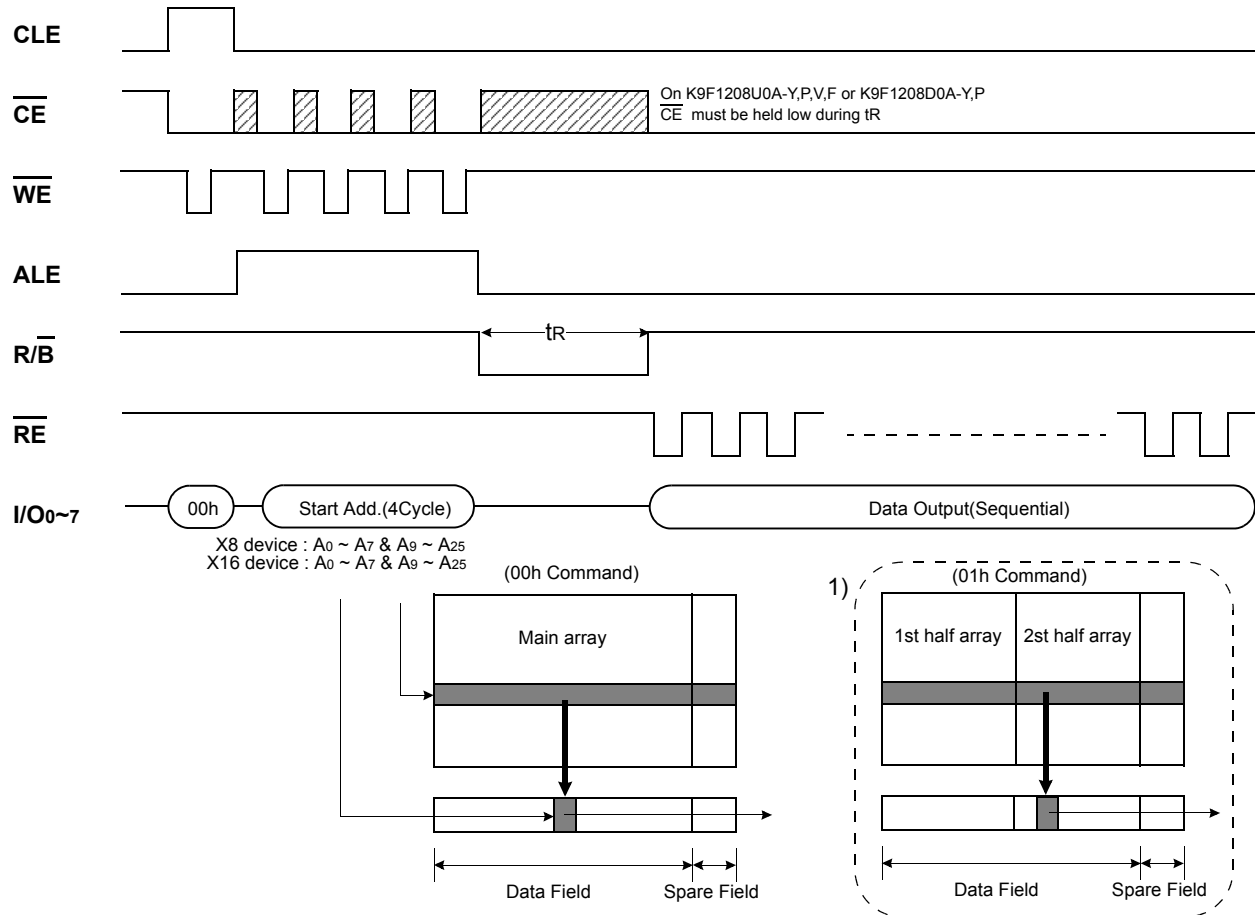 CLE
CE
On K9F1208U0A-Y,P,V,F or K9F1208D0A-Y,P
CE must be held low during tR
WE
ALE
R/B
tR
RE
I/O0~7
00h
Start Add.(4Cycle)
Data Output(Sequential)
X8 device : A0 ~ A7 & A9 ~ A25
X16 device : A0 ~ A7 & A9 ~ A25
(00h Command)
1)
(01h Command)
Main array
1st half array
2st half array
Data Field
Spare Field
Data Field
Spare Field